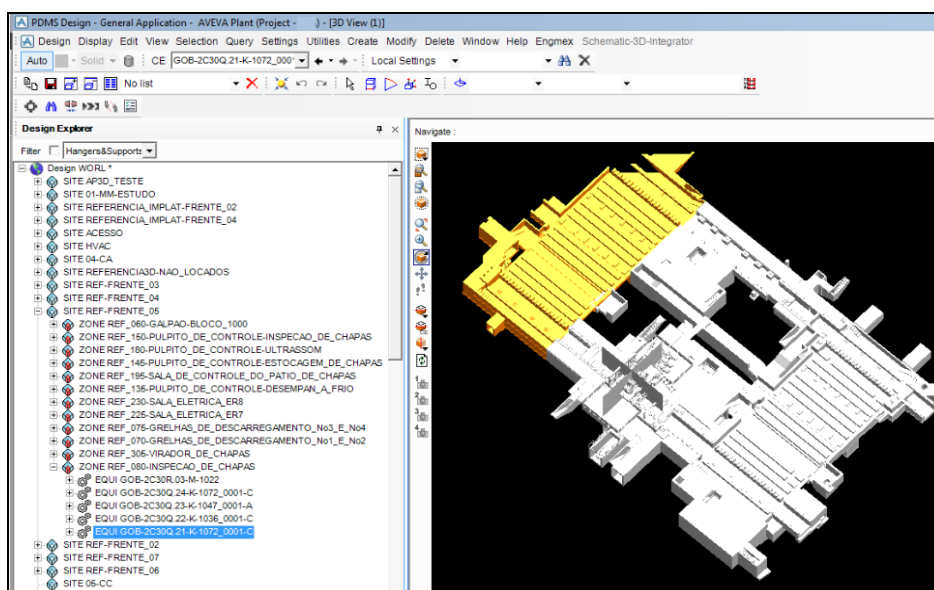 PDMS Design - General Application - AVEVA Plant (Project - .) - [3D View (1)]
Design Display Edit View Selection Query Settings Utilities Create Modify Delete Window Help Engmex Schematic-3D-Integrator
Auto Solid CE GOB-2C30Q.21-K-1072_000 Local Settings
No list
Design Explorer
Navigate :
Filter Hangers&Supports
Design WORL *
SITE AP3D_TESTE
SITE 01-MM-ESTUDO
SITE REFERENCIA_IMPLAT-FRENTE_02
SITE REFERENCIA_IMPLAT-FRENTE_04
SITE ACESSO
SITE HVAC
SITE 04-CA
SITE REFERENCIA3D-NAO_LOCADOS
SITE REF-FRENTE_03
SITE REF-FRENTE_04
SITE REF-FRENTE_05
ZONE REF_060-GALPAO-BLOCO_1000
ZONE REF_150-PULPITO_DE_CONTROLE-INSPECAO_DE_CHAPAS
ZONE REF_180-PULPITO_DE_CONTROLE-ULTRASSOM
ZONE REF_145-PULPITO_DE_CONTROLE-ESTOCAGEM_DE_CHAPAS
ZONE REF_195-SALA_DE_CONTROLE_DO_PATIO_DE_CHAPAS
ZONE REF_135-PULPITO_DE_CONTROLE-DESEMPAN_A_FRIO
ZONE REF_230-SALA_ELETRICA_ER8
ZONE REF_225-SALA_ELETRICA_ER7
ZONE REF_075-GRELHAS_DE_DESCARREGAMENTO_No3_E_No4
ZONE REF_070-GRELHAS_DE_DESCARREGAMENTO_No1_E_No2
ZONE REF_305-VIRADOR_DE_CHAPAS
ZONE REF_080-INSPECAO_DE_CHAPAS
EQUI GOB-2C30R.03-M-1022
EQUI GOB-2C30Q.24-K-1072_0001-C
EQUI GOB-2C30Q.23-K-1047_0001-A
EQUI GOB-2C30Q.22-K-1036_0001-C
EQUI GOB-2C30Q.21-K-1072_0001-C
SITE REF-FRENTE_02
SITE REF-FRENTE_07
SITE REF-FRENTE_06
SITE 05-CC
1
2
3
4